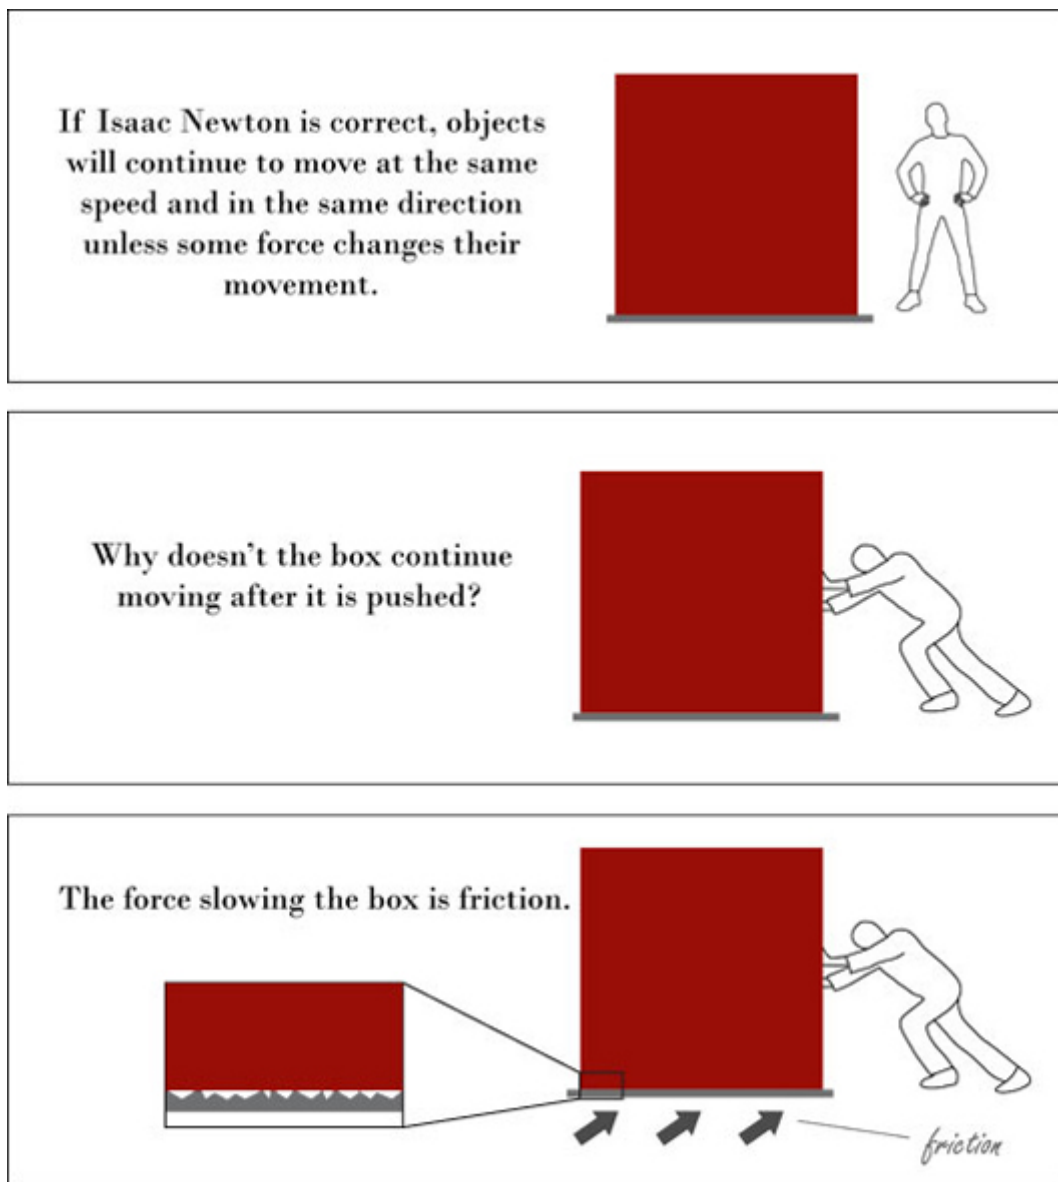 If Isaac Newton is correct, objects
will continue to move at the same
speed and in the same direction
unless some force changes their
movement.
Why doesn't the box continue
moving after it is pushed?
The force slowing the box is friction.
friction